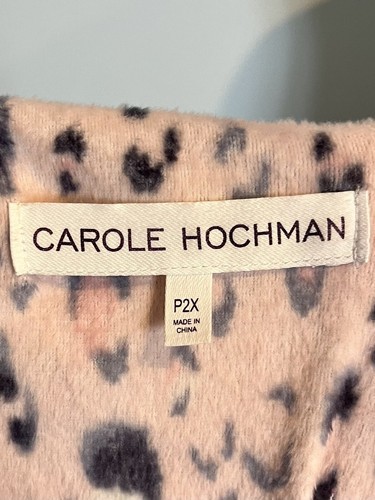 CAROLE HOCHMAN
P2X
MADE IN
CHINA